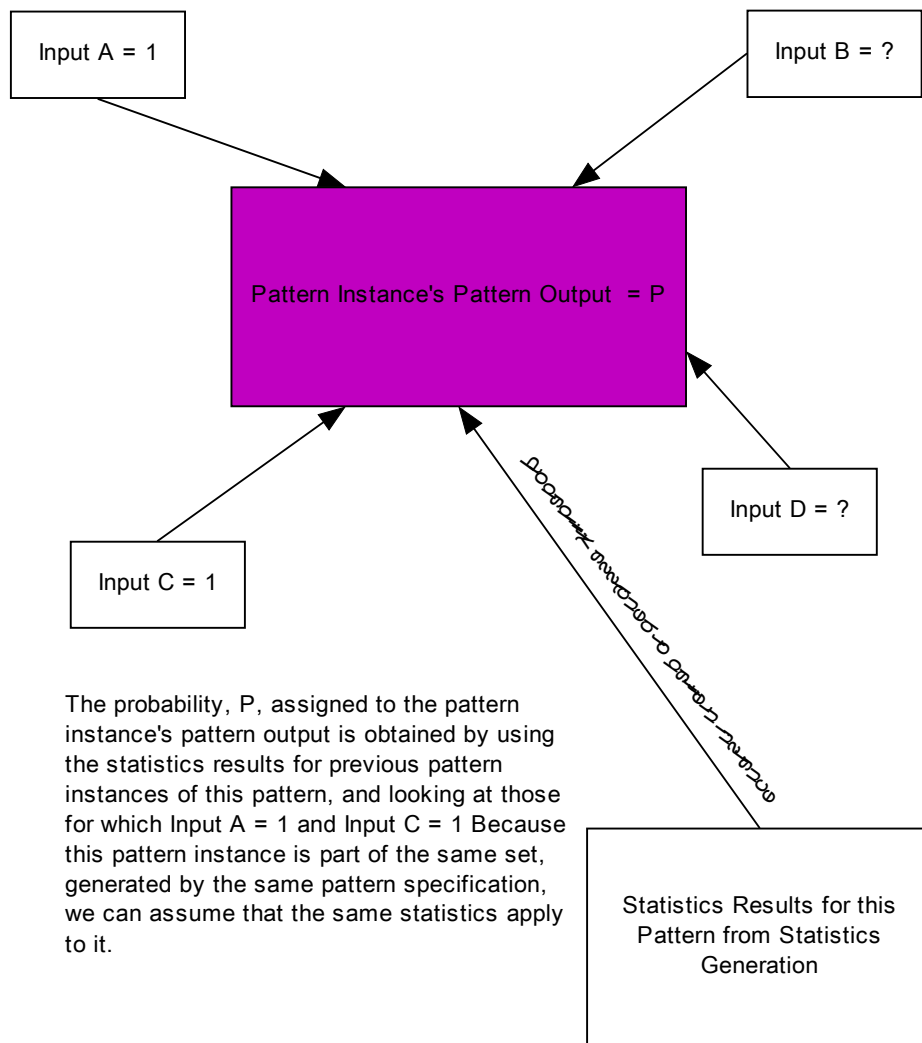 Input A = 1
Input B = ?
Pattern Instance's Pattern Output = P
Input D = ?
Input C = 1
The probability, P, assigned to the pattern
instance's pattern output is obtained by using
the statistics results for previous pattern
instances of this pattern, and looking at those
for which Input A = 1 and Input C = 1 Because
this pattern instance is part of the same set,
generated by the same pattern specification,
we can assume that the same statistics apply
to it.
Statistics Results for this
Pattern from Statistics
Generation